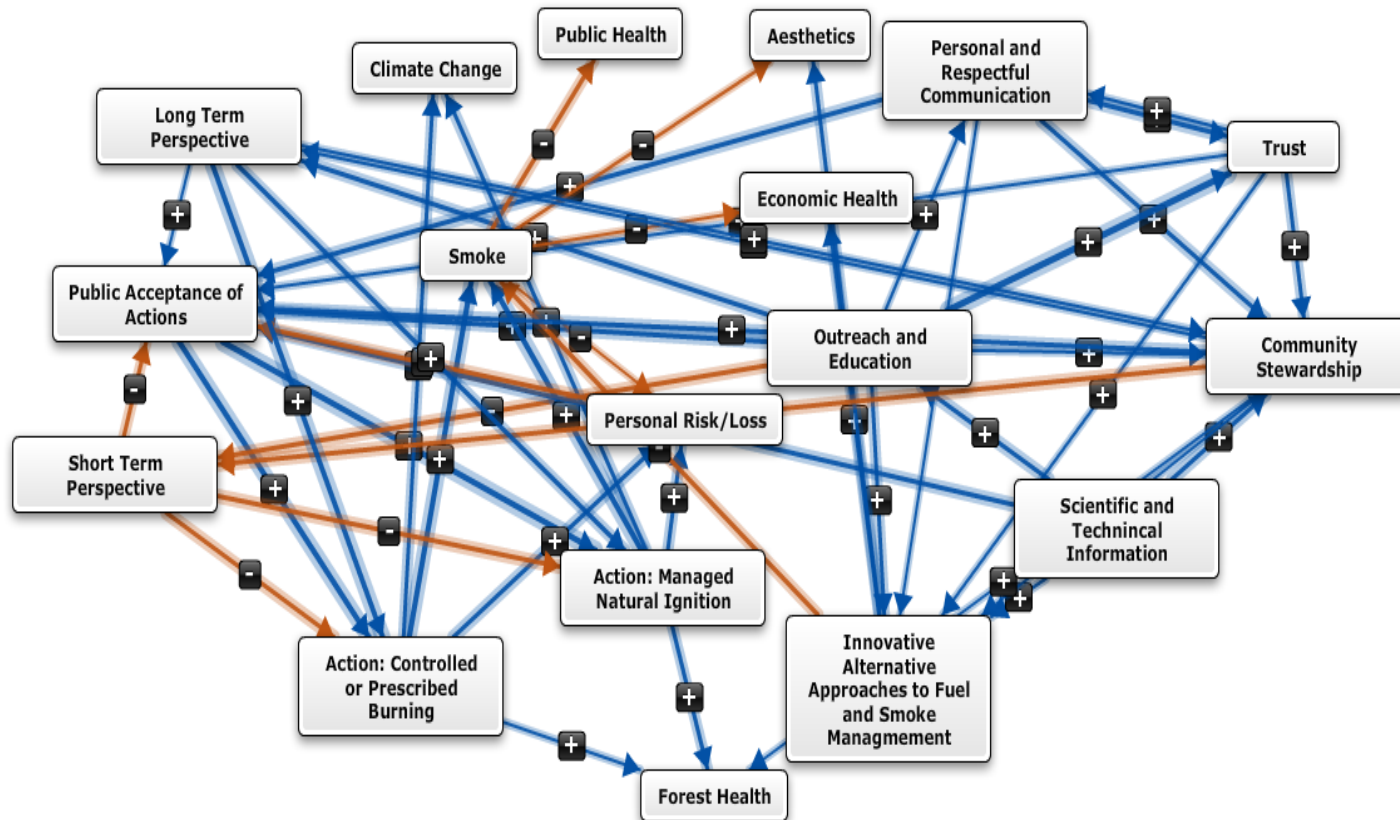 Public Health
Aesthetics
Personal and
Respectful
Communication
Climate Change
Long Term
Perspective
Trust
Economic Health
Smoke
Public Acceptance of
Actions
Outreach and
Education
Community
Stewardship
Personal Risk/Loss
Short Term
Perspective
Scientific and
Technincal
Information
Action: Managed
Natural Ignition
Action: Controlled
or Prescribed
Burning
Innovative
Alternative
Approaches to Fuel
and Smoke
Managmement
Forest Health